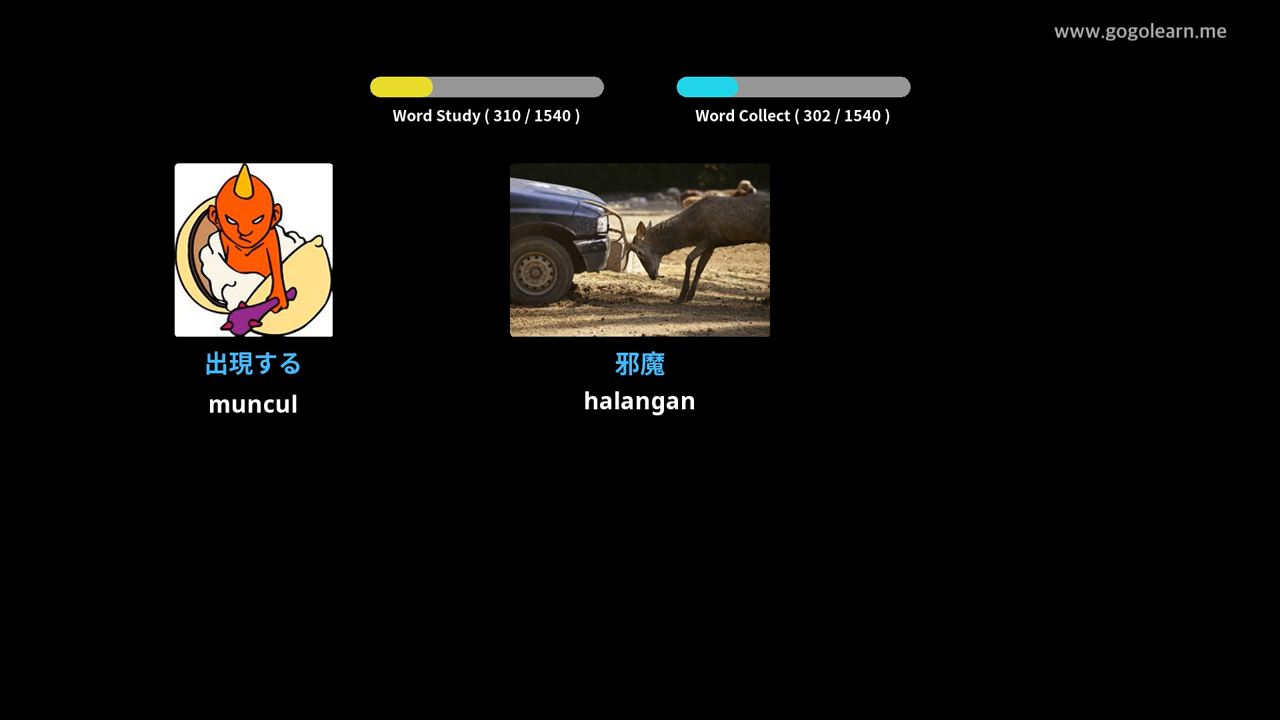 www.gogolearn.me
Word Study ( 310 / 1540 )
Word Collect ( 302 / 1540 )
出現する
muncul
邪魔
halangan